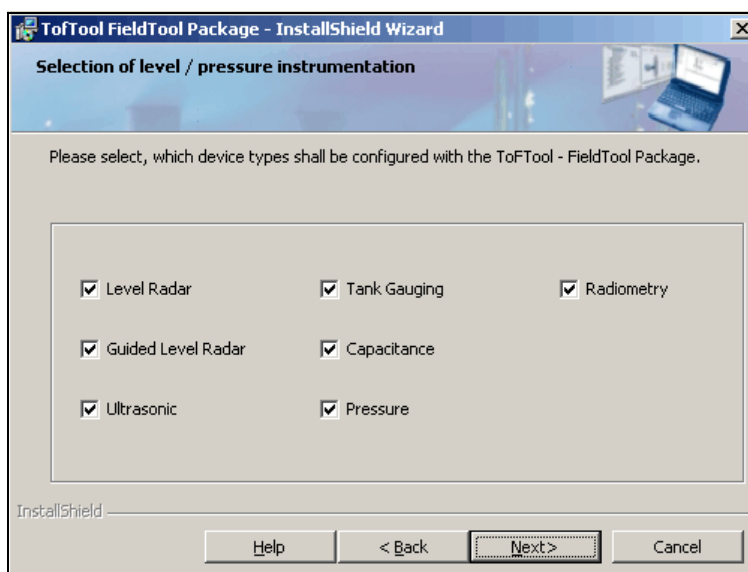 TofTool FieldTool Package - InstallShield Wizard
Selection of level / pressure instrumentation
Please select, which device types shall be configured with the ToFTool - FieldTool Package.
Level Radar
Tank Gauging
Radiometry
Guided Level Radar
Capacitance
Ultrasonic
Pressure
InstallShield
Help
< Back
Next>
Cancel